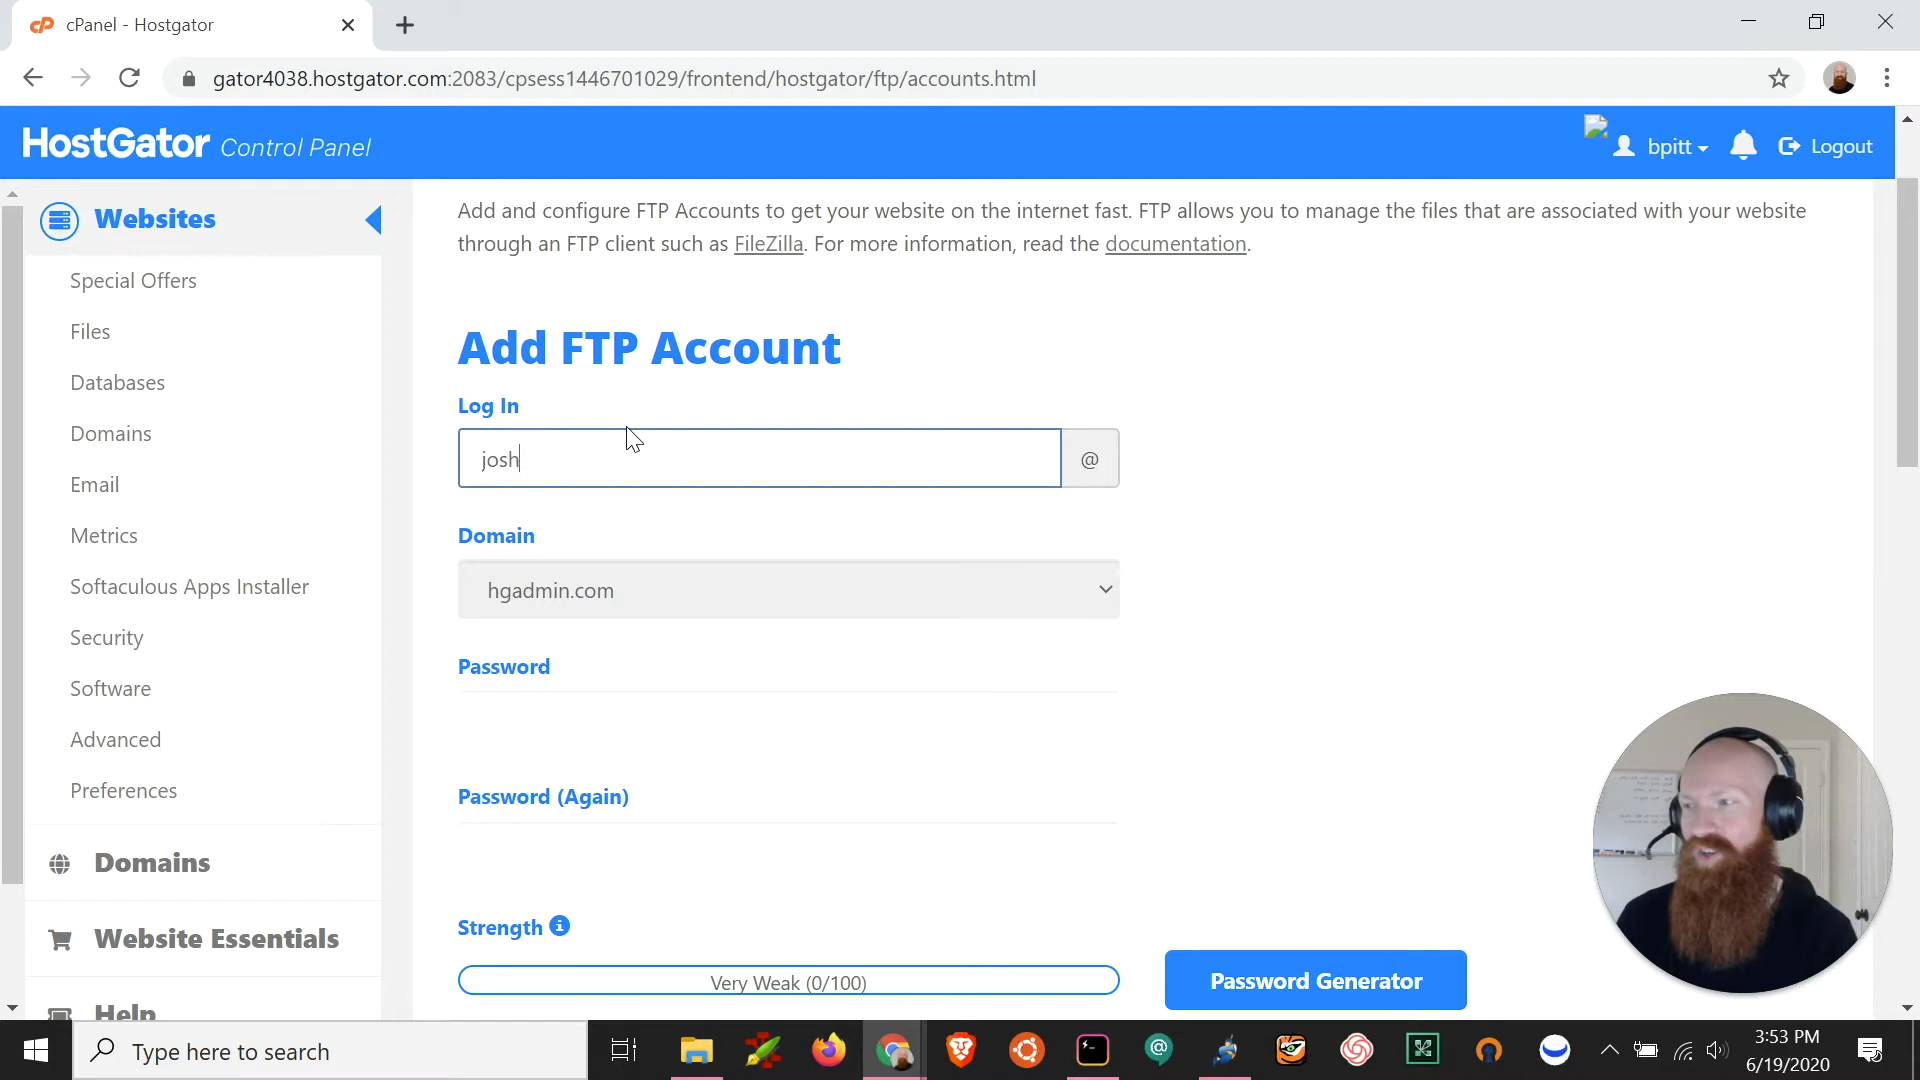 cPanel - Hostgator
gator4038.hostgator.com:2083/cpsess1446701029/frontend/hostgator/ftp/accounts.html
HostGator Control Panel
bpitt
Logout
Websites
Special Offers
Files
Databases
Domains
Email
Metrics
Softaculous Apps Installer
Security
Software
Advanced
Preferences
Domains
Website Essentials
Help
Add and configure FTP Accounts to get your website on the internet fast. FTP allows you to manage the files that are associated with your website
through an FTP client such as FileZilla. For more information, read the documentation.
Add FTP Account
Log In
josh
@
Domain
hgadmin.com
Password
Password (Again)
Strength
Very Weak (0/100)
Password Generator
Type here to search
3:53 PM
6/19/2020